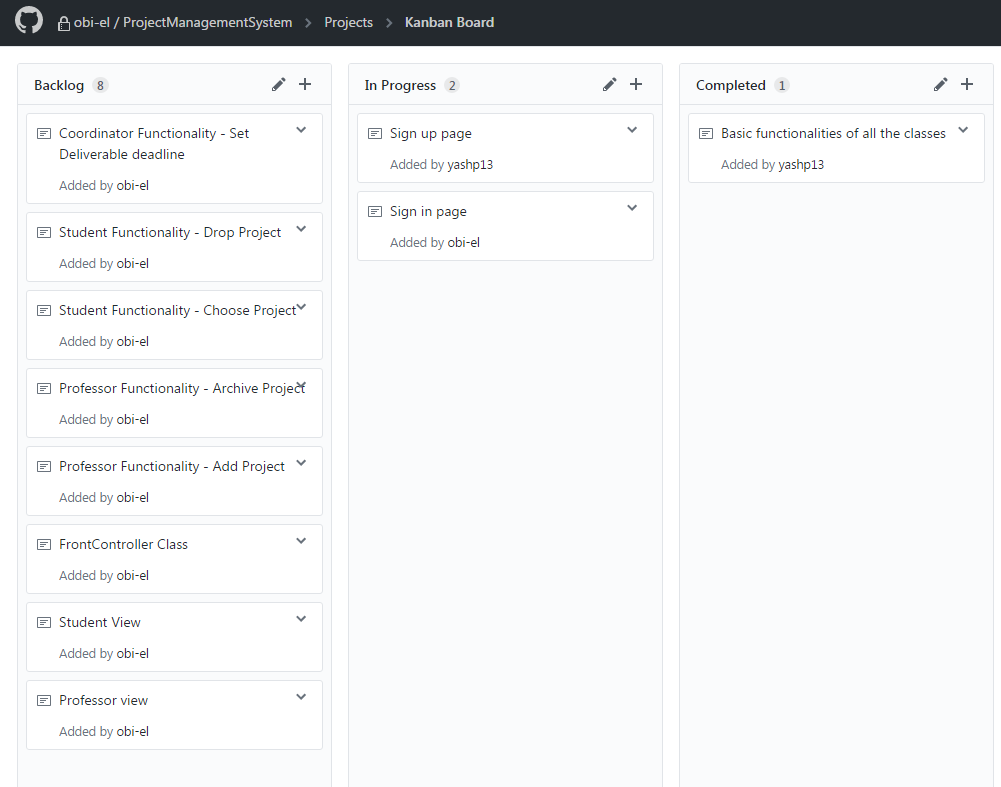 obi-el / ProjectManagementSystem > Projects > Kanban Board
Backlog 8
Coordinator Functionality - Set
Deliverable deadline
Added by obi-el
Student Functionality - Drop Project
Added by obi-el
Student Functionality - Choose Project
Added by obi-el
Professor Functionality - Archive Project
Added by obi-el
Professor Functionality - Add Project
Added by obi-el
FrontController Class
Added by obi-el
Student View
Added by obi-el
Professor view
Added by obi-el
In Progress 2
Sign up page
Added by yashp13
Sign in page
Added by obi-el
Completed 1
Basic functionalities of all the classes
Added by yashp13